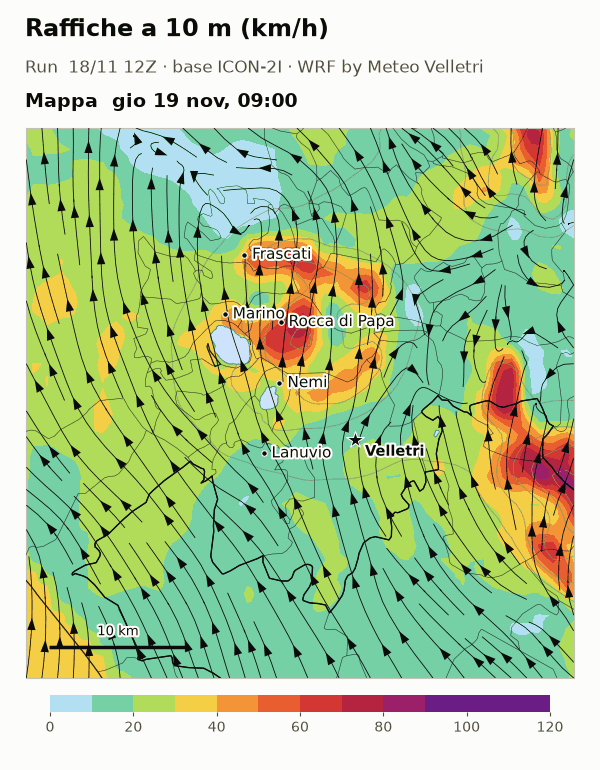 Raffiche a 10 m (km/h)
Run  18/11 12Z · base ICON-2I · WRF by Meteo Velletri
Mappa  gio 19 nov, 09:00
Frascati
Marino
Rocca di Papa
Nemi
Velletri
Lanuvio
10 km
0 20 40 60 80 100 120